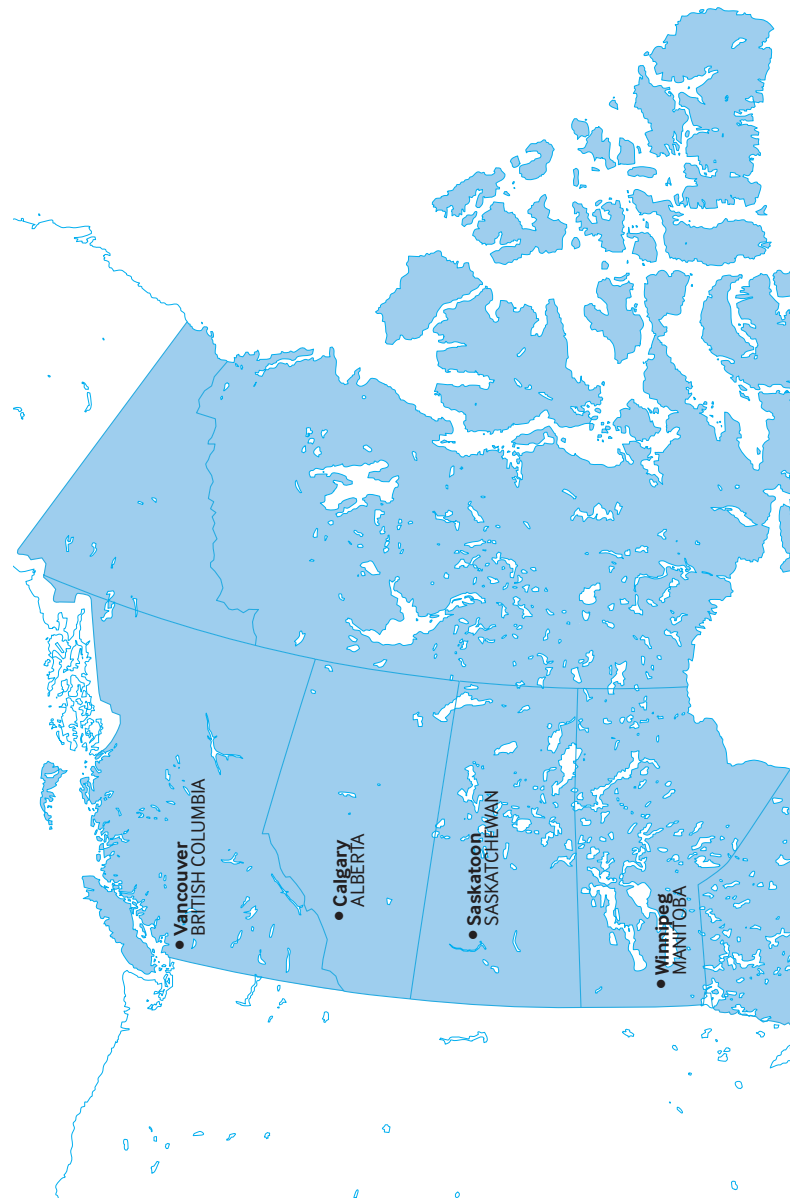 Vancouver
BRITISH COLUMBIA
Calgary
ALBERTA
Saskatoon
SASKATCHEWAN
Winnipeg
MANITOBA